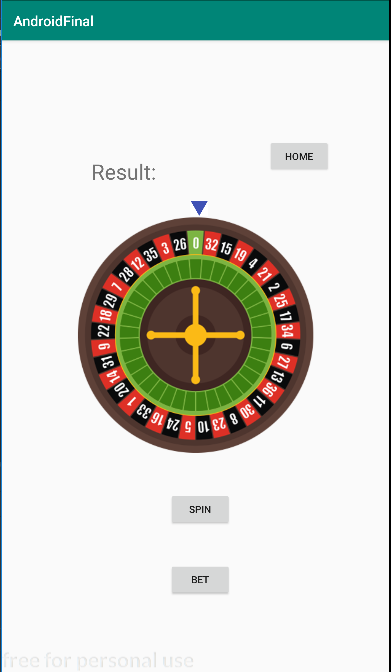 AndroidFinal
HOME
Result:
0 32 15 19 4 21 2 25 17 34 6 27 13 36 11 30 8 23 10 5 24 16 33 1 20 14 31 9 22 18 29 7 28 12 35 3 26
SPIN
BET
free for personal use